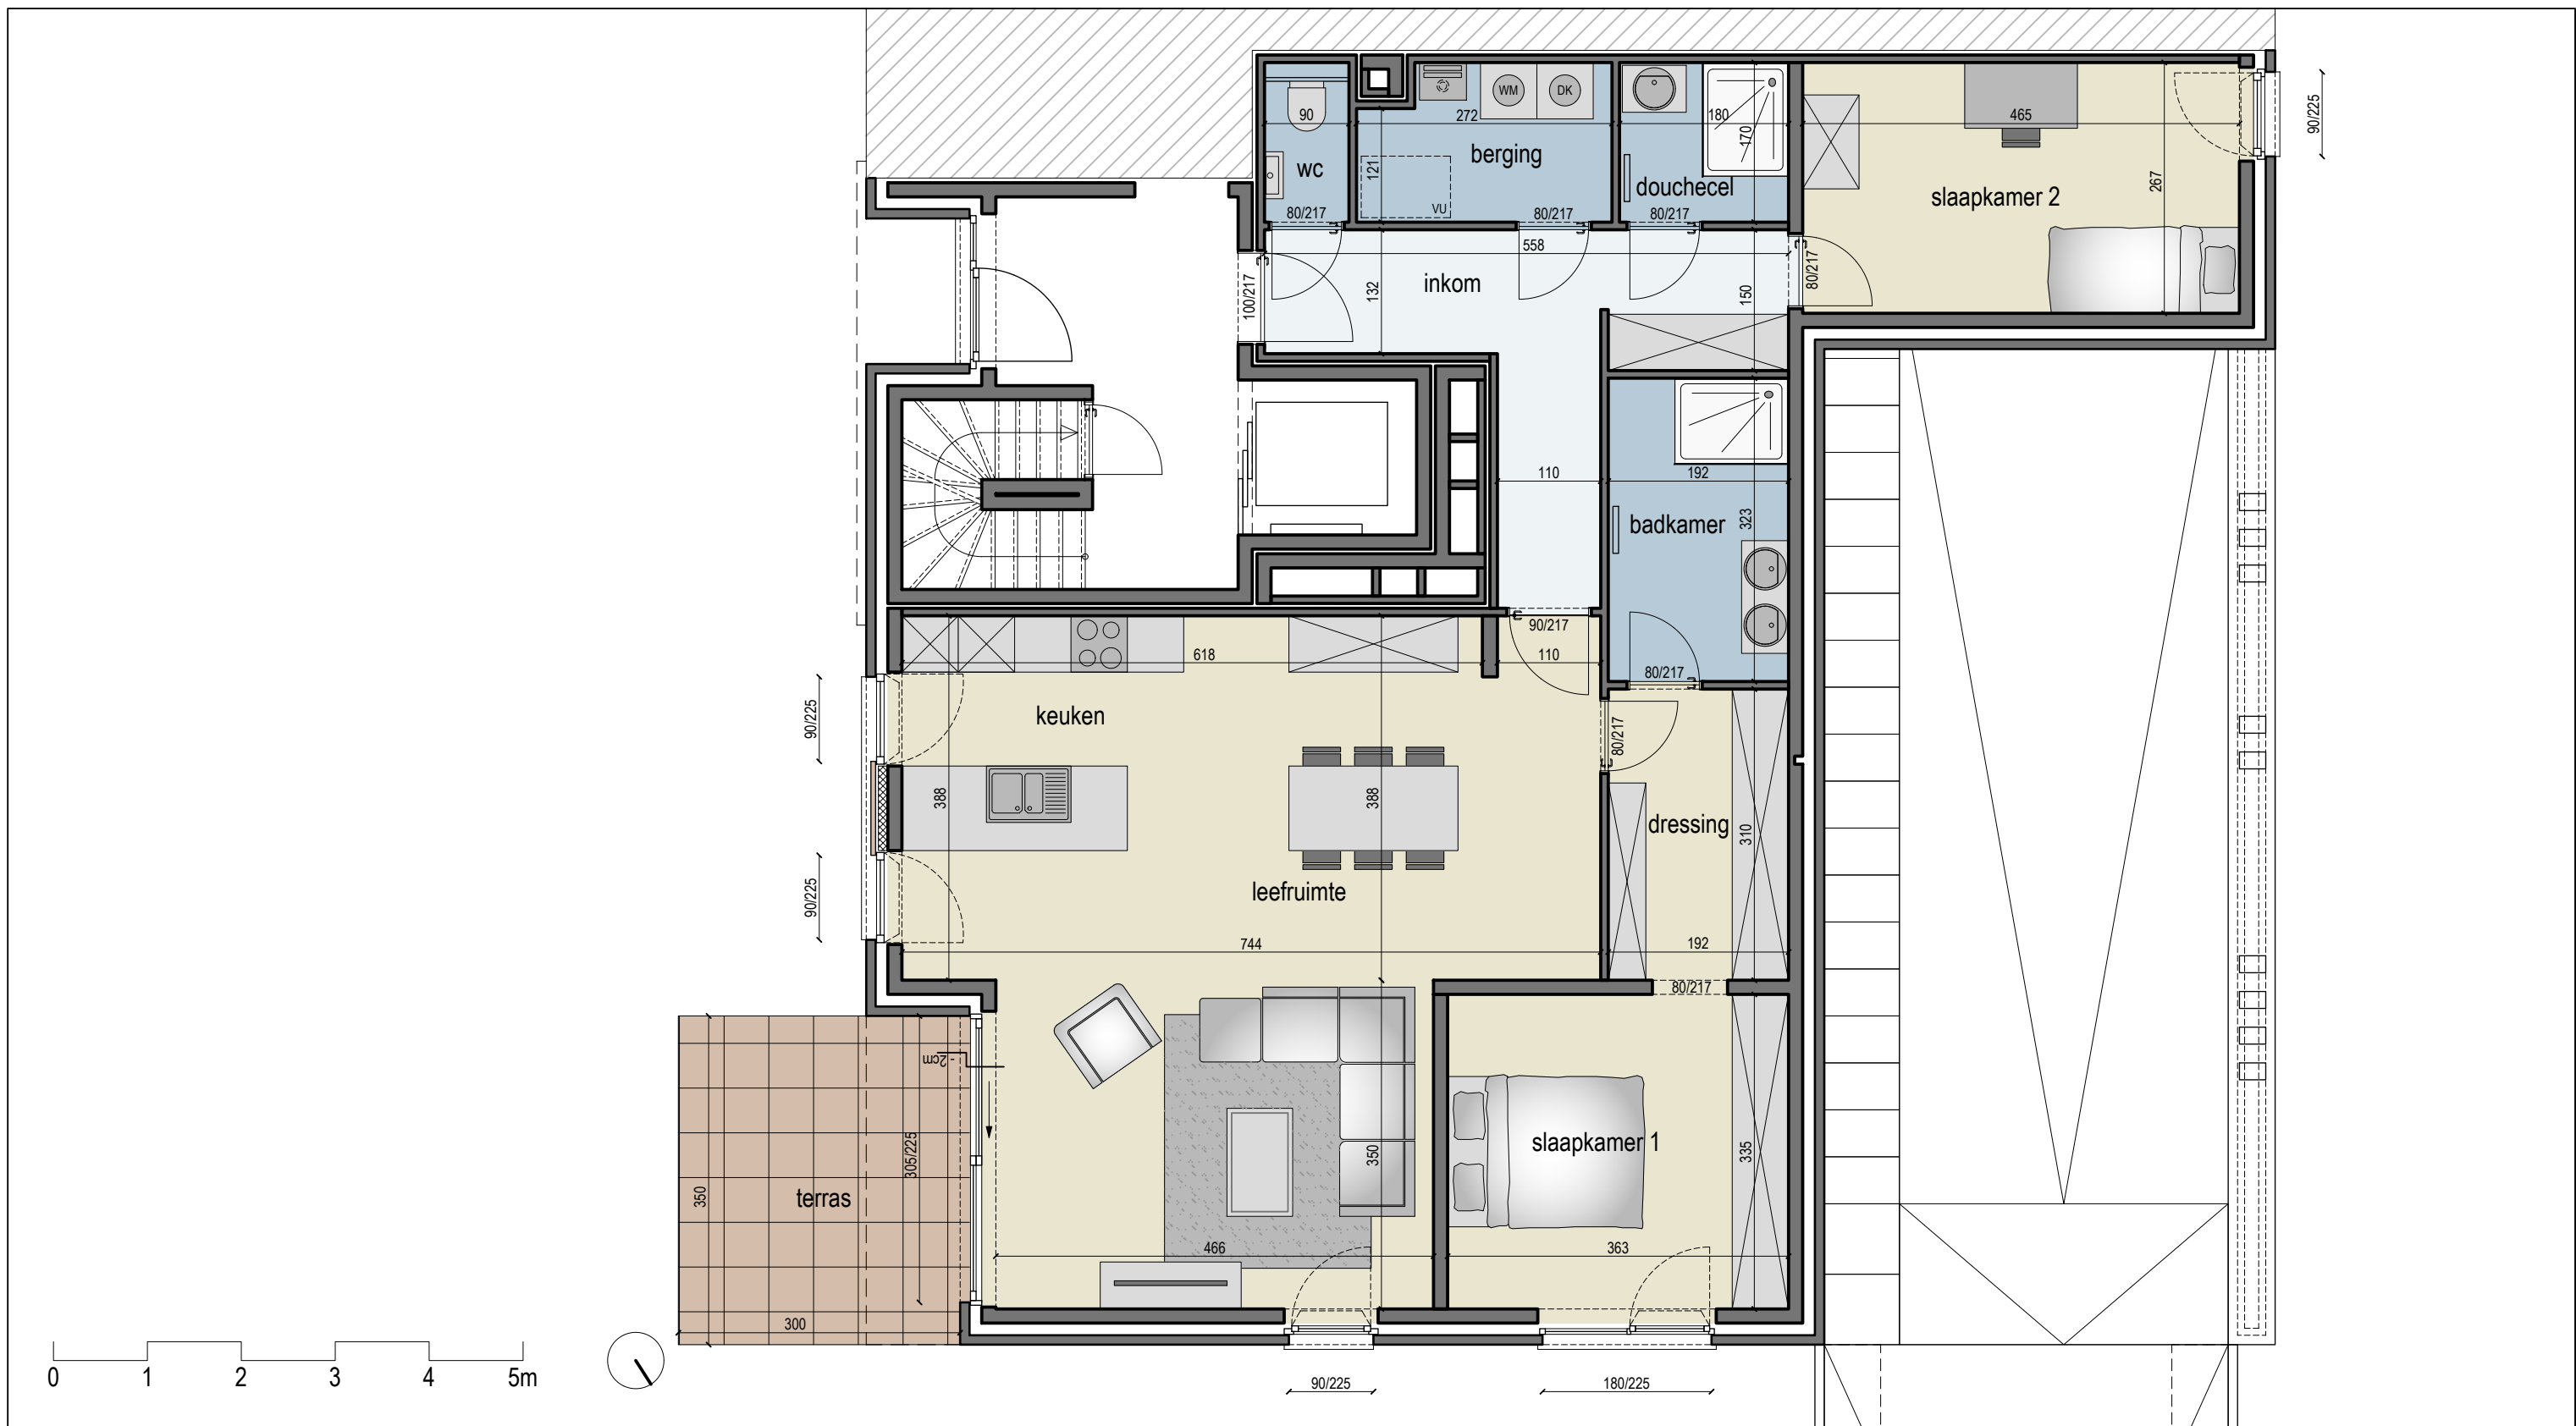 90/225
90
272
WM
DK
180
170
465
wc
121
berging
douchecel
267
slaapkamer 2
VU
80/217
80/217
80/217
558
inkom
132
100/217
150
80/217
110
192
badkamer
323
90/217
618
110
80/217
keuken
90/225
80/217
388
388
dressing
310
leefruimte
90/225
744
192
80/217
- 2cm
305/225
slaapkamer 1
350
335
terras
350
466
363
300
0 1 2 3 4 5m
90/225
180/225